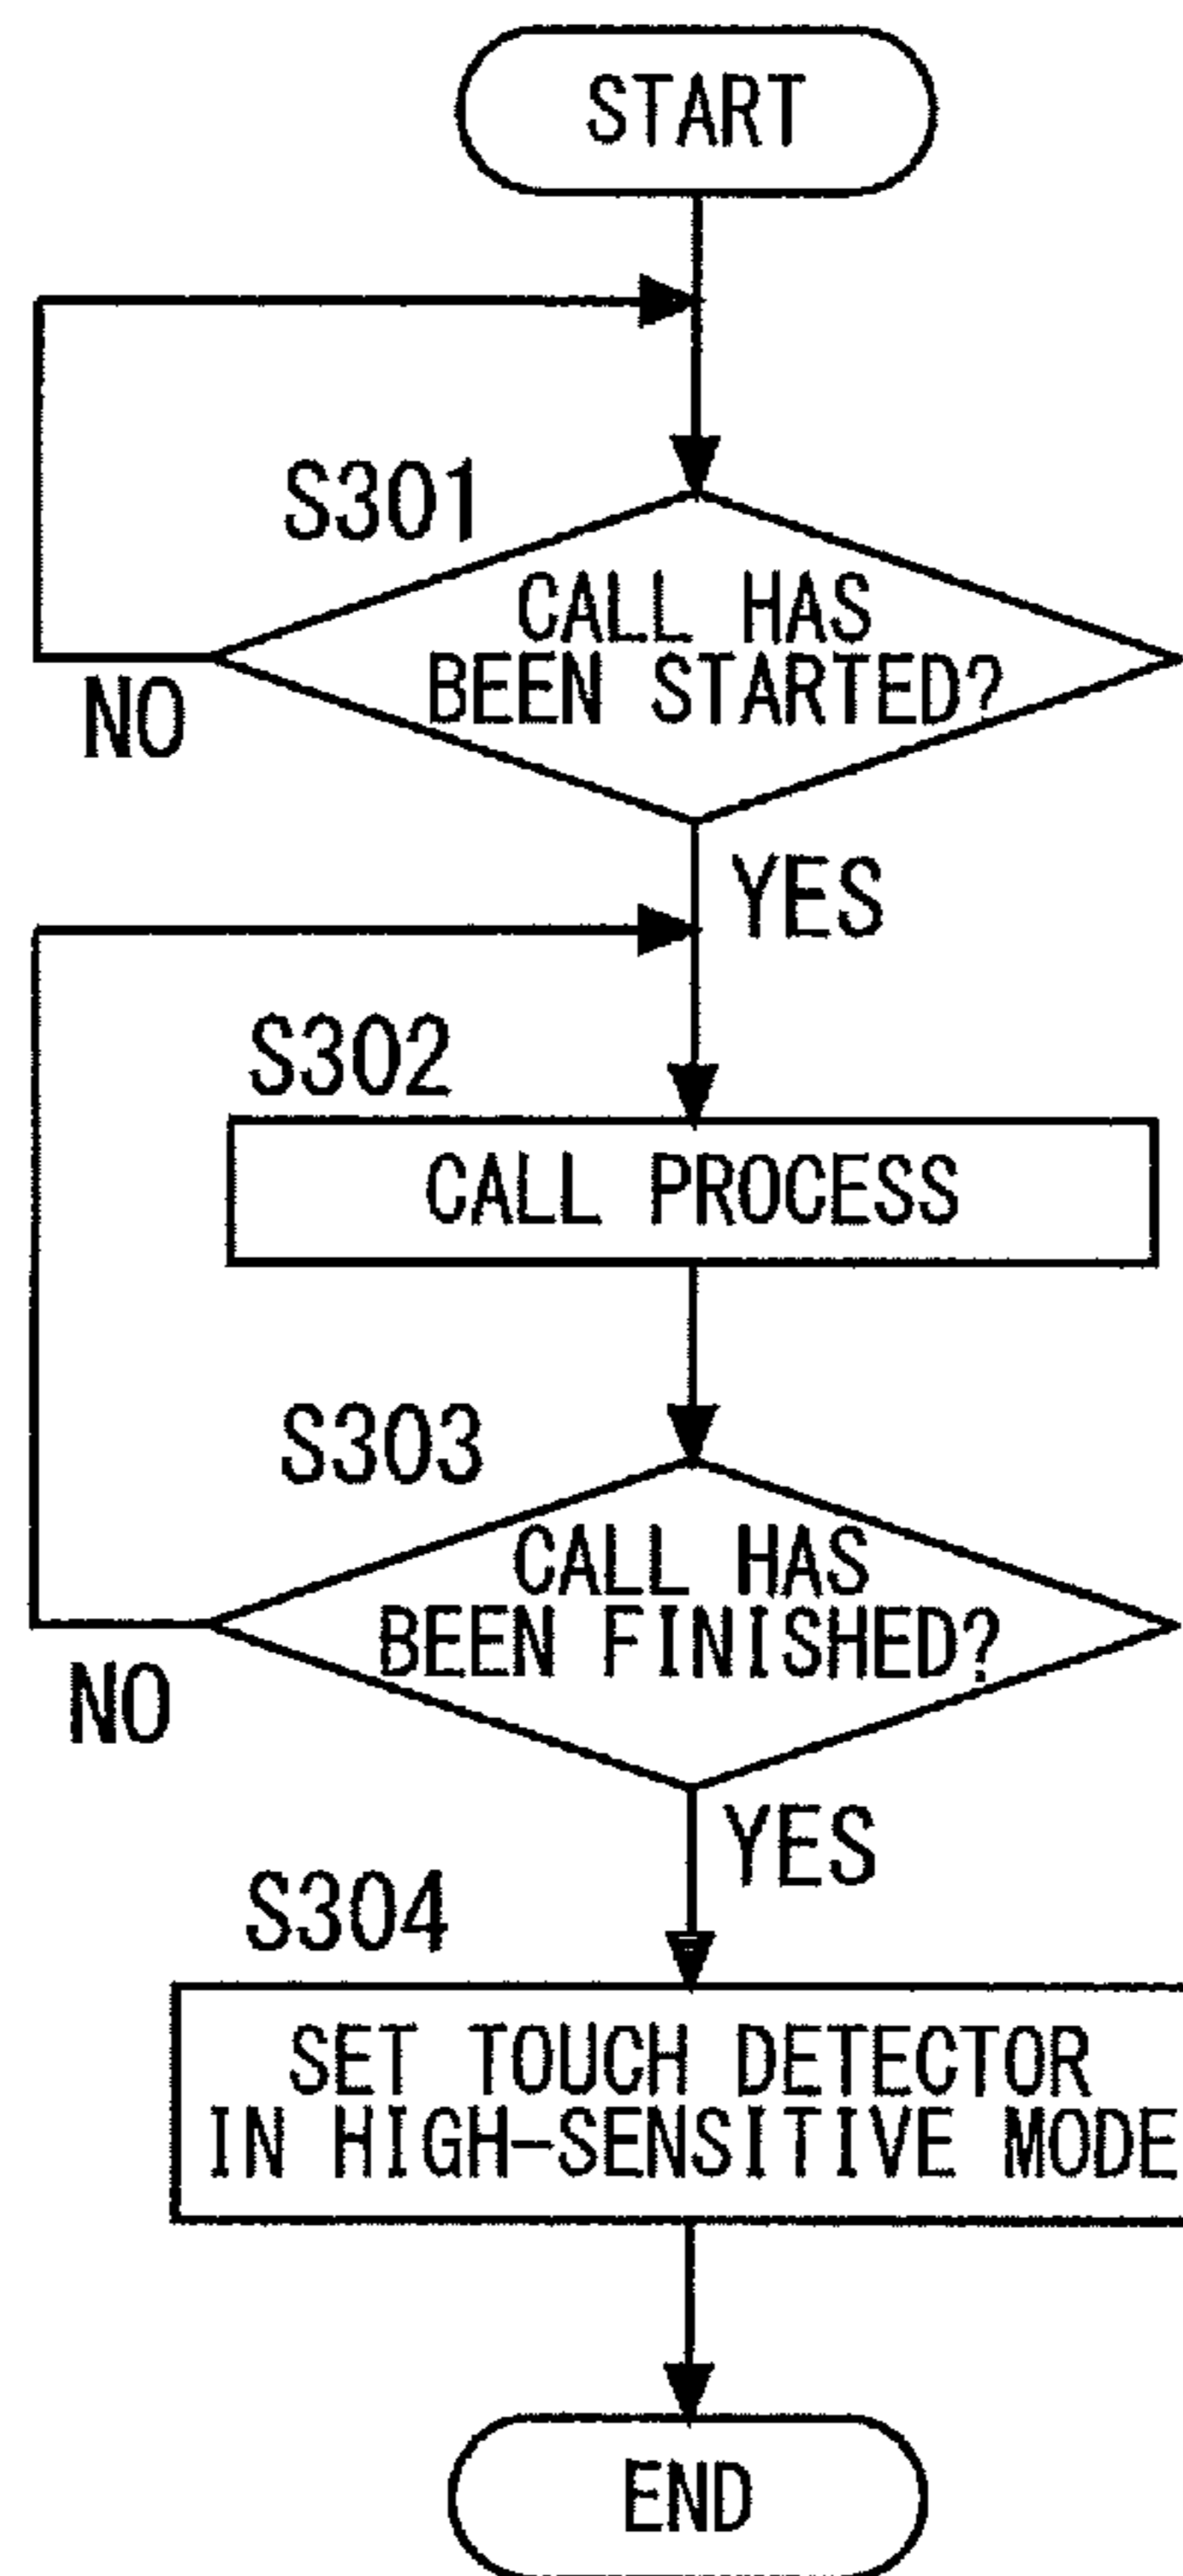 START
S301
CALL HAS
BEEN STARTED?
NO
YES
S302
CALL PROCESS
S303
CALL HAS
BEEN FINISHED?
NO
YES
S304
SET TOUCH DETECTOR
IN HIGH-SENSITIVE MODE
END